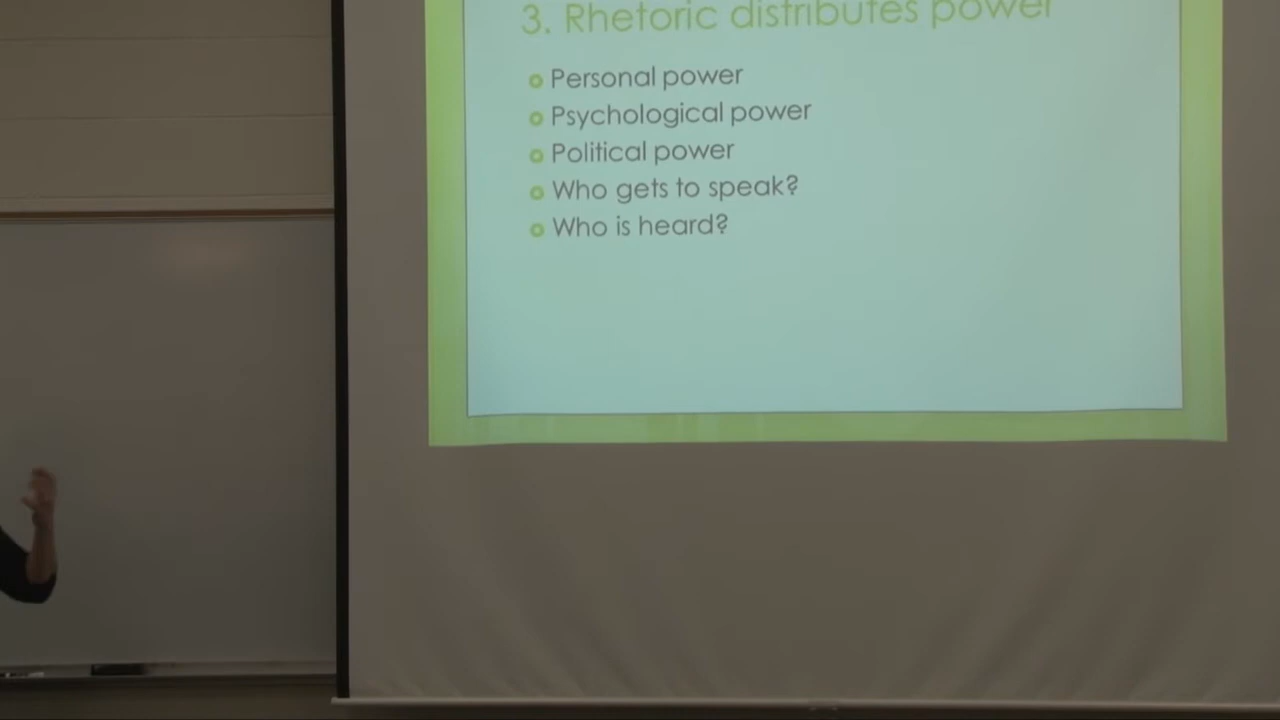 3. Rhetoric distributes power
Personal power
Psychological power
Political power
Who gets to speak?
Who is heard?